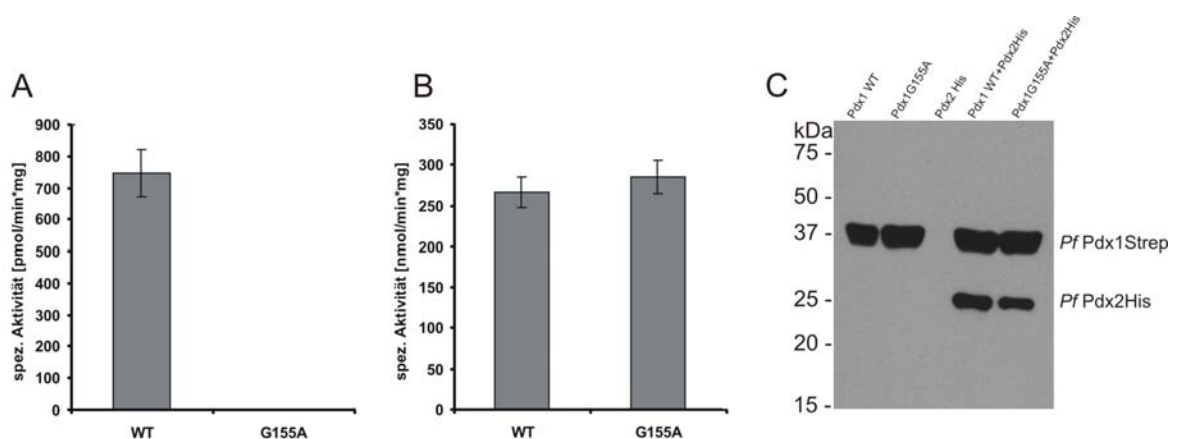 A
spez. Aktivität [pmol/min*mg]
900
800
700
600
500
400
300
200
100
0
WT
G155A
B
spez. Aktivität [nmol/min*mg]
350
300
250
200
150
100
50
0
WT
G155A
C
Pdx1 WT
Pdx1G155A
Pdx2 His
Pdx1 WT+Pdx2His
Pdx1G155A+Pdx2His
kDa
75 -
50 -
37 -
25 -
20 -
15 -
Pf Pdx1Strep
Pf Pdx2His